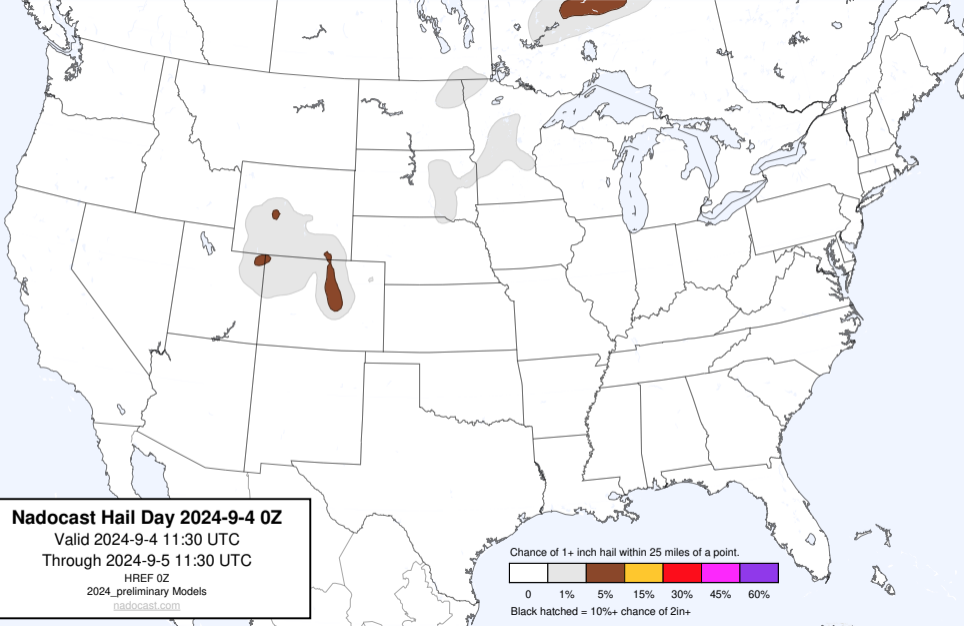 Nadocast Hail Day 2024-9-4 0Z
Valid 2024-9-4 11:30 UTC
Through 2024-9-5 11:30 UTC
HREF 0Z
2024_preliminary Models
nadocast.com
Chance of 1+ inch hail within 25 miles of a point.
0 1% 5% 15% 30% 45% 60%
Black hatched = 10%+ chance of 2in+